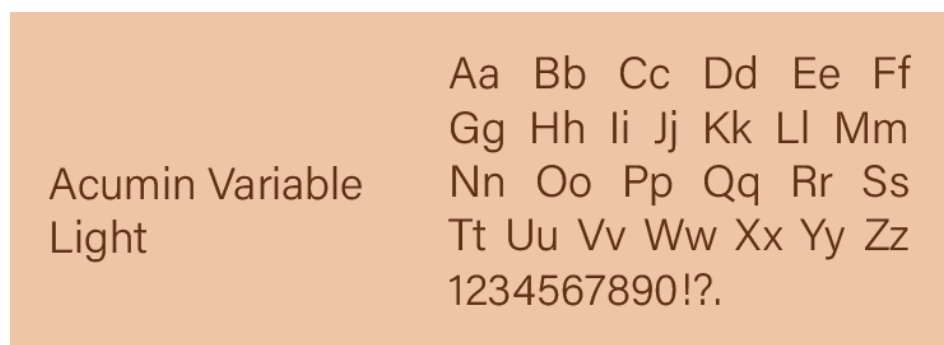 Acumin Variable
Light
Aa Bb Cc Dd Ee Ff
Gg Hh Ii Jj Kk Ll Mm
Nn Oo Pp Qq Rr Ss
Tt Uu Vv Ww Xx Yy Zz
1234567890!?.